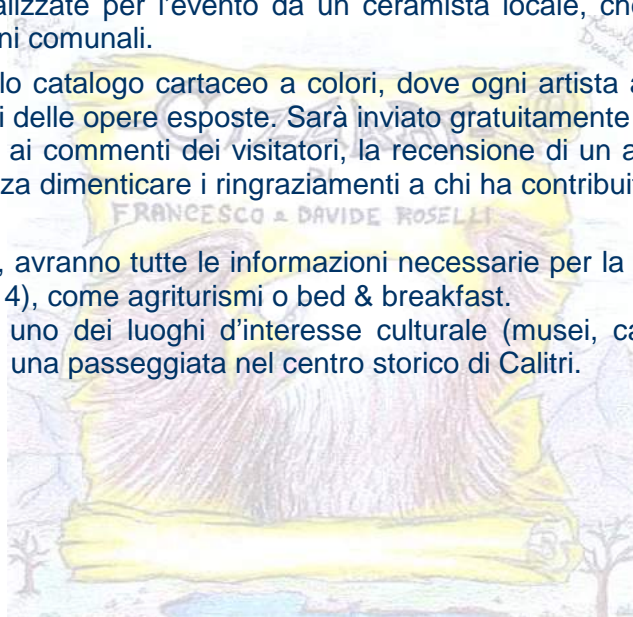 alizzate per l'evento da un ceramista locale, che
ni comunali.
lo catalogo cartaceo a colori, dove ogni artista a
i delle opere esposte. Sarà inviato gratuitamente
ai commenti dei visitatori, la recensione di un a
za dimenticare i ringraziamenti a chi ha contribui
FRANCESCO e DAVIDE ROSELLI
, avranno tutte le informazioni necessarie per la
4), come agriturismi o bed & breakfast.
uno dei luoghi d'interesse culturale (musei, ca
una passeggiata nel centro storico di Calitri.